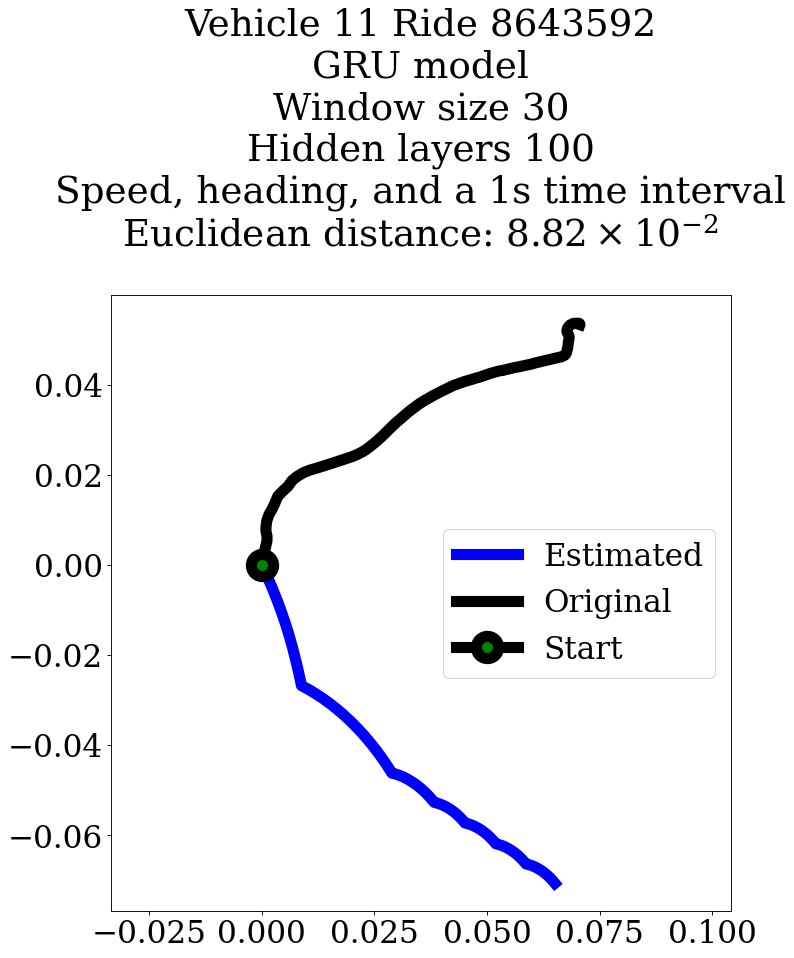 Vehicle 11 Ride 8643592
GRU model
Window size 30
Hidden layers 100
Speed, heading, and a 1s time interval
Euclidean distance: 8.82 × 10⁻²
0.04
0.02
0.00
−0.02
−0.04
−0.06
Estimated
Original
Start
−0.025 0.000 0.025 0.050 0.075 0.100